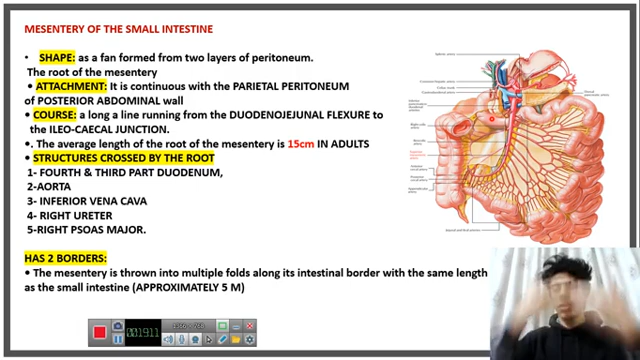 MESENTERY OF THE SMALL INTESTINE
• SHAPE: as a fan formed from two layers of peritoneum.
The root of the mesentery
• ATTACHMENT: It is continuous with the PARIETAL PERITONEUM
of POSTERIOR ABDOMINAL wall
• COURSE: a long a line running from the DUODENOJEJUNAL FLEXURE to
the ILEO-CAECAL JUNCTION.
•. The average length of the root of the mesentery is 15cm IN ADULTS
• STRUCTURES CROSSED BY THE ROOT
1- FOURTH & THIRD PART DUODENUM,
2-AORTA
3- INFERIOR VENA CAVA
4- RIGHT URETER
5-RIGHT PSOAS MAJOR.
HAS 2 BORDERS:
• The mesentery is thrown into multiple folds along its intestinal border with the same length
as the small intestine (APPROXIMATELY 5 M)
Splenic artery